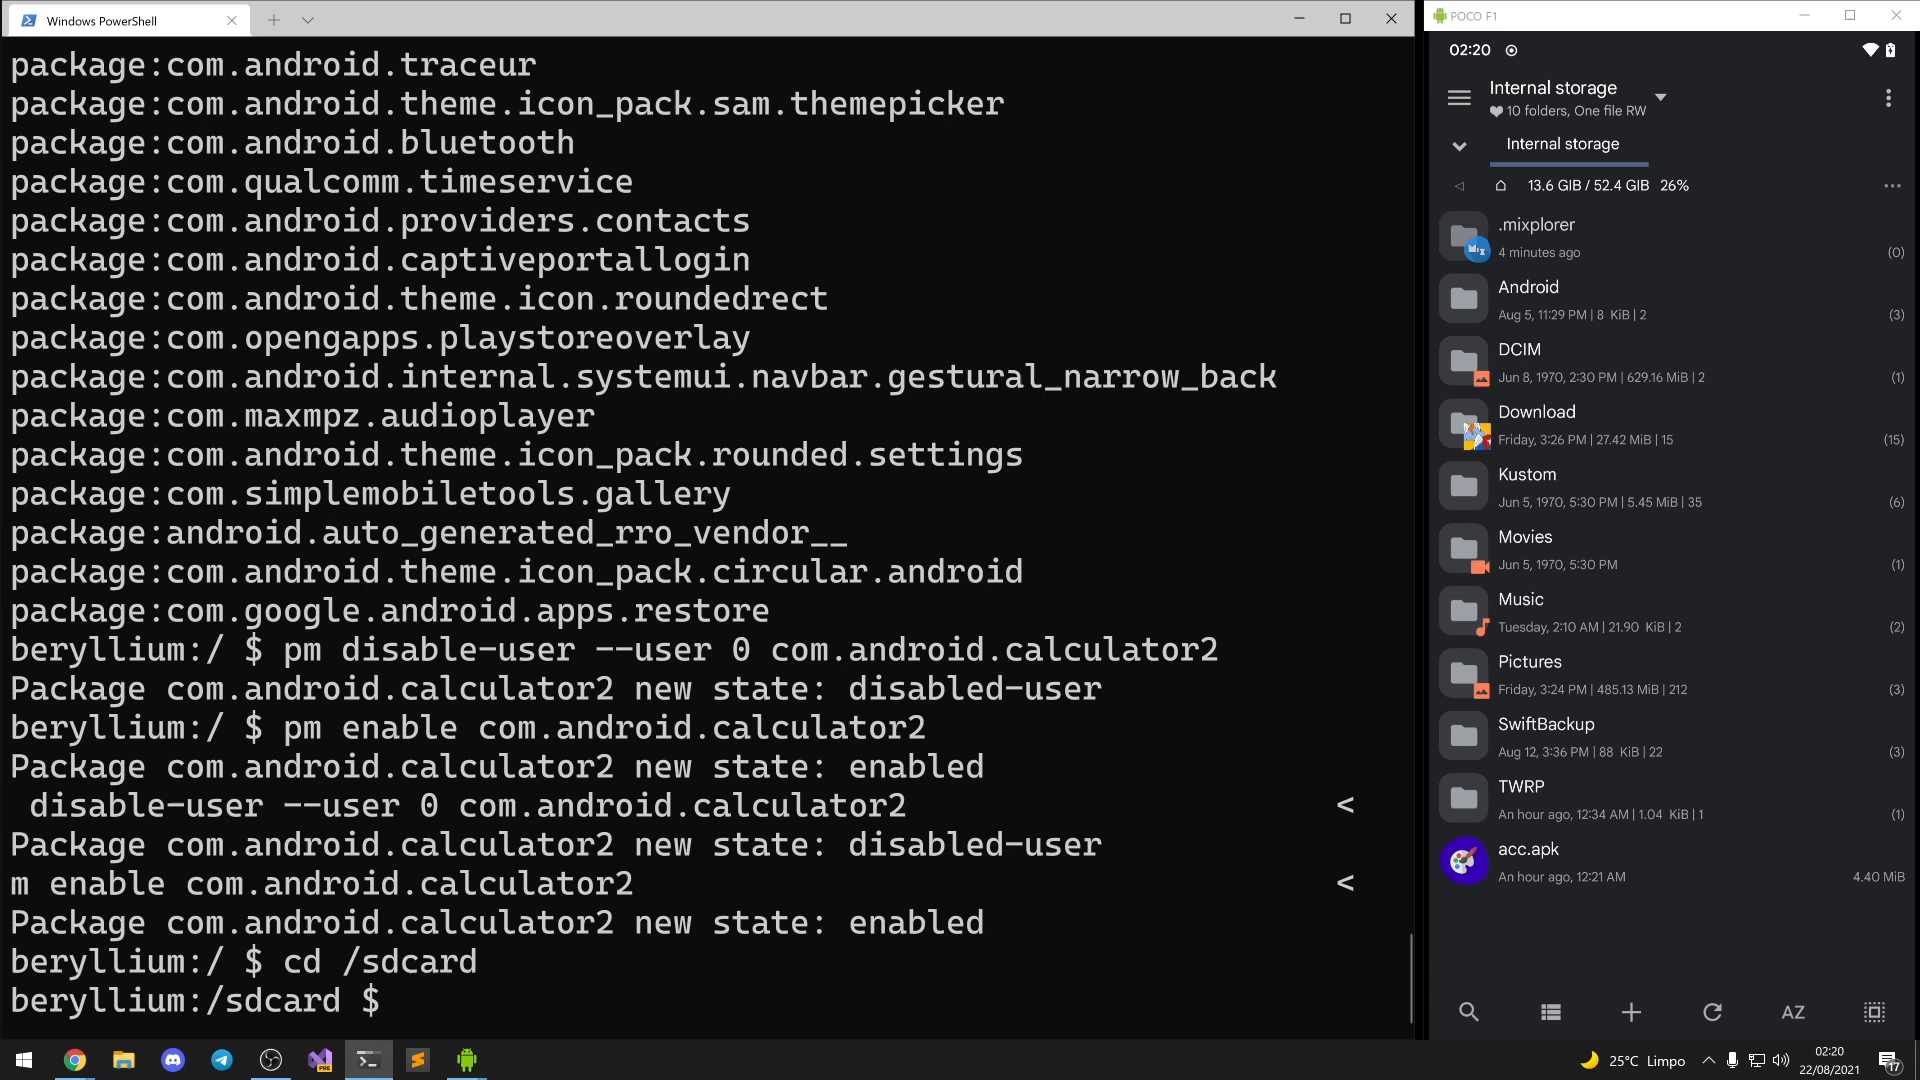 Windows PowerShell
package:com.android.traceur
package:com.android.theme.icon_pack.sam.themepicker
package:com.android.bluetooth
package:com.qualcomm.timeservice
package:com.android.providers.contacts
package:com.android.captiveportallogin
package:com.android.theme.icon.roundedrect
package:com.opengapps.playstoreoverlay
package:com.android.internal.systemui.navbar.gestural_narrow_back
package:com.maxmpz.audioplayer
package:com.android.theme.icon_pack.rounded.settings
package:com.simplemobiletools.gallery
package:android.auto_generated_rro_vendor__
package:com.android.theme.icon_pack.circular.android
package:com.google.android.apps.restore
beryllium:/ $ pm disable-user --user 0 com.android.calculator2
Package com.android.calculator2 new state: disabled-user
beryllium:/ $ pm enable com.android.calculator2
Package com.android.calculator2 new state: enabled
disable-user --user 0 com.android.calculator2 <
Package com.android.calculator2 new state: disabled-user
m enable com.android.calculator2 <
Package com.android.calculator2 new state: enabled
beryllium:/ $ cd /sdcard
beryllium:/sdcard $
POCO F1
02:20
Internal storage
10 folders, One file RW
Internal storage
13.6 GIB / 52.4 GIB 26%
.mixplorer
4 minutes ago (0)
Android
Aug 5, 11:29 PM | 8 KiB | 2 (3)
DCIM
Jun 8, 1970, 2:30 PM | 629.16 MiB | 2 (1)
Download
Friday, 3:26 PM | 27.42 MiB | 15 (15)
Kustom
Jun 5, 1970, 5:30 PM | 5.45 MiB | 35 (6)
Movies
Jun 5, 1970, 5:30 PM (1)
Music
Tuesday, 2:10 AM | 21.90 KiB | 2 (2)
Pictures
Friday, 3:24 PM | 485.13 MiB | 212 (3)
SwiftBackup
Aug 12, 3:36 PM | 88 KiB | 22 (3)
TWRP
An hour ago, 12:34 AM | 1.04 KiB | 1 (1)
acc.apk
An hour ago, 12:21 AM 4.40 MiB
AZ
PRE
25°C Limpo
02:20
22/08/2021
17